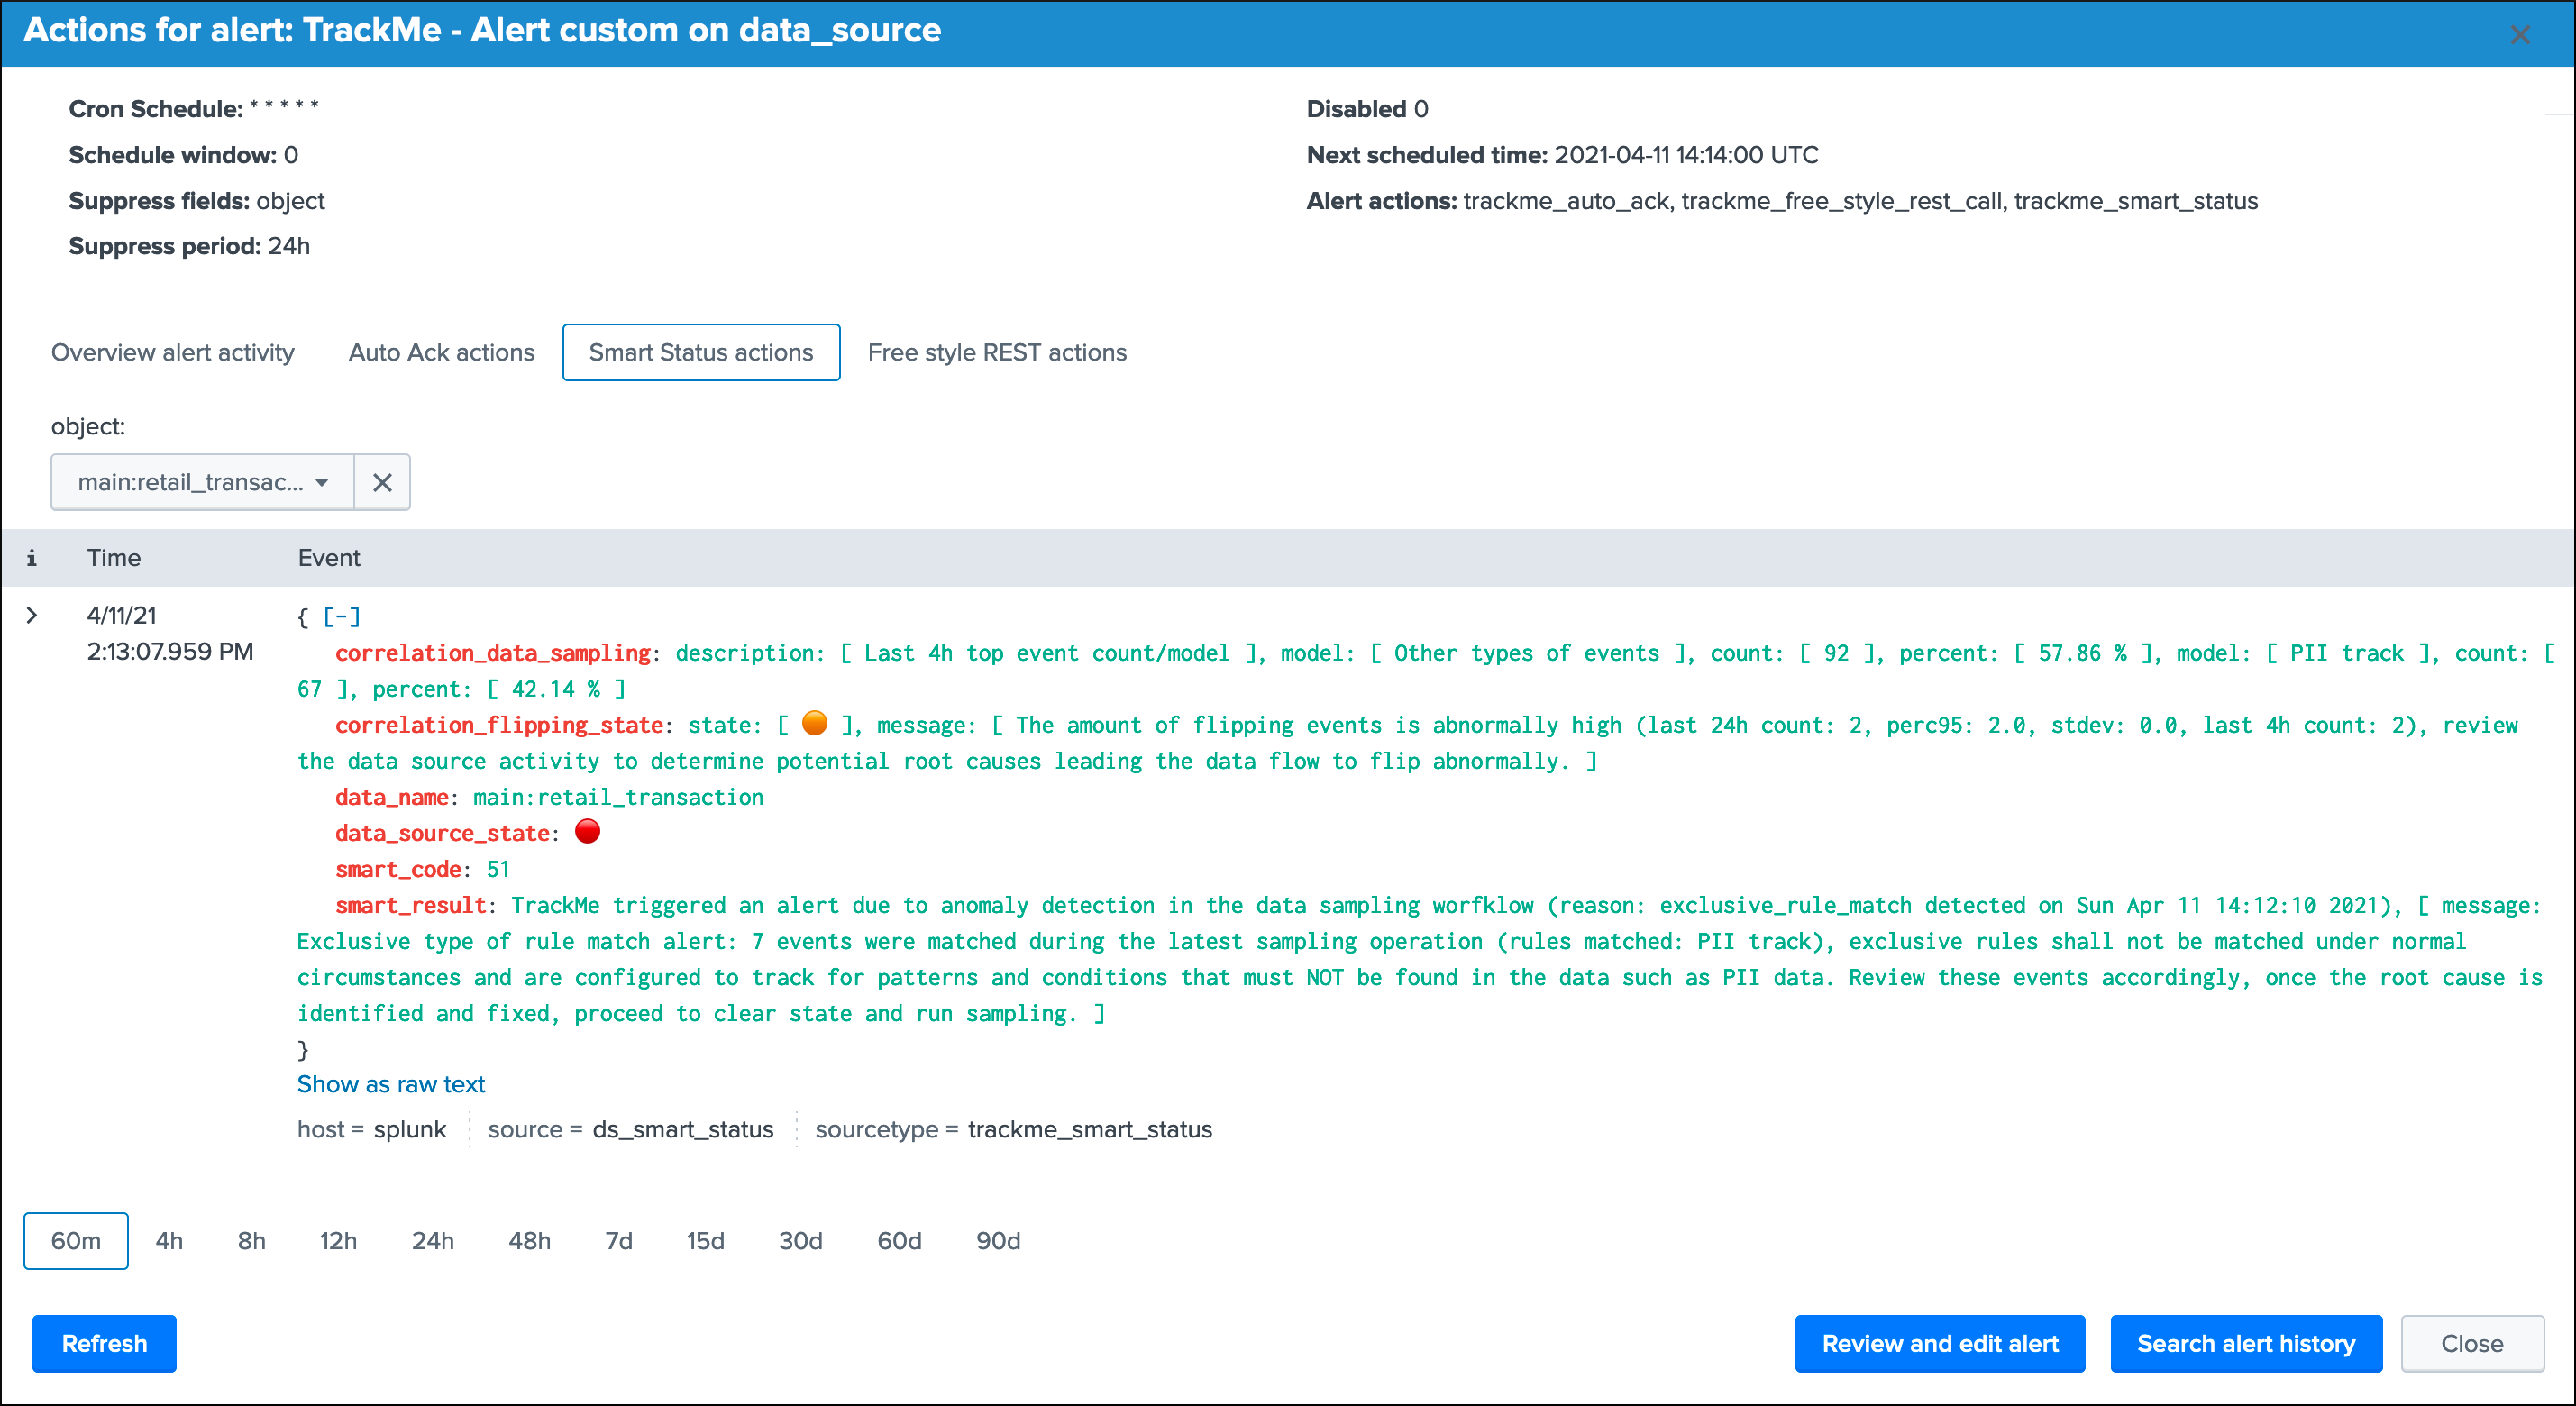 Actions for alert: TrackMe - Alert custom on data_source
Cron Schedule: * * * * *
Disabled 0
Schedule window: 0
Next scheduled time: 2021-04-11 14:14:00 UTC
Suppress fields: object
Alert actions: trackme_auto_ack, trackme_free_style_rest_call, trackme_smart_status
Suppress period: 24h
Overview alert activity Auto Ack actions Smart Status actions Free style REST actions
object:
main:retail_transac...
i Time Event
4/11/21 { [-]
2:13:07.959 PM correlation_data_sampling: description: [ Last 4h top event count/model ], model: [ Other types of events ], count: [ 92 ], percent: [ 57.86 % ], model: [ PII track ], count: [
67 ], percent: [ 42.14 % ]
correlation_flipping_state: state: [ 🟠 ], message: [ The amount of flipping events is abnormally high (last 24h count: 2, perc95: 2.0, stdev: 0.0, last 4h count: 2), review
the data source activity to determine potential root causes leading the data flow to flip abnormally. ]
data_name: main:retail_transaction
data_source_state: 🔴
smart_code: 51
smart_result: TrackMe triggered an alert due to anomaly detection in the data sampling worfklow (reason: exclusive_rule_match detected on Sun Apr 11 14:12:10 2021), [ message:
Exclusive type of rule match alert: 7 events were matched during the latest sampling operation (rules matched: PII track), exclusive rules shall not be matched under normal
circumstances and are configured to track for patterns and conditions that must NOT be found in the data such as PII data. Review these events accordingly, once the root cause is
identified and fixed, proceed to clear state and run sampling. ]
}
Show as raw text
host = splunk source = ds_smart_status sourcetype = trackme_smart_status
60m 4h 8h 12h 24h 48h 7d 15d 30d 60d 90d
Refresh Review and edit alert Search alert history Close